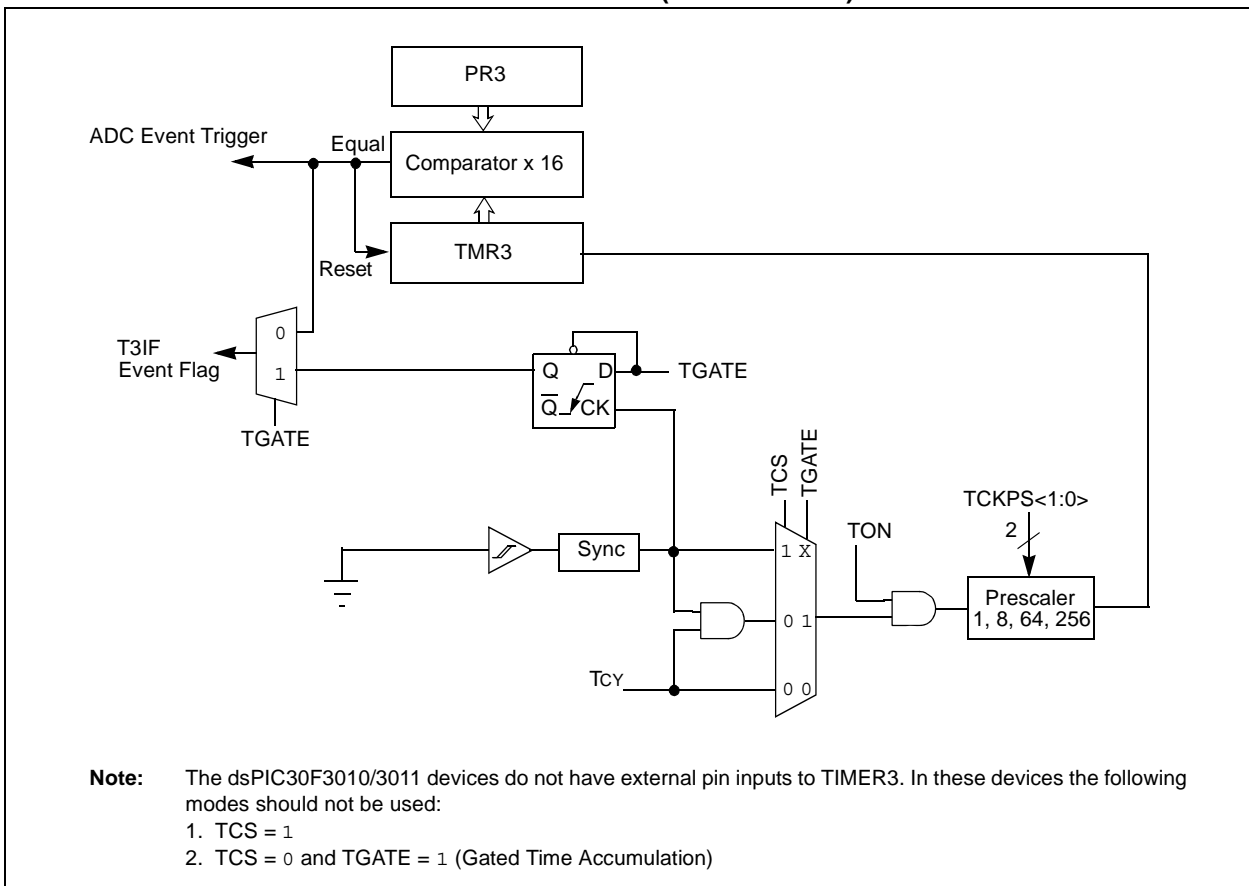 PR3
ADC Event Trigger
Equal
Comparator x 16
TMR3
Reset
0
1
T3IF
Event Flag
TGATE
Q D
Q CK
TGATE
TCS
TGATE
TCKPS<1:0>
2
TON
Sync
1 X
Prescaler
1, 8, 64, 256
0 1
TCY
0 0
Note: The dsPIC30F3010/3011 devices do not have external pin inputs to TIMER3. In these devices the following
modes should not be used:
1. TCS = 1
2. TCS = 0 and TGATE = 1 (Gated Time Accumulation)